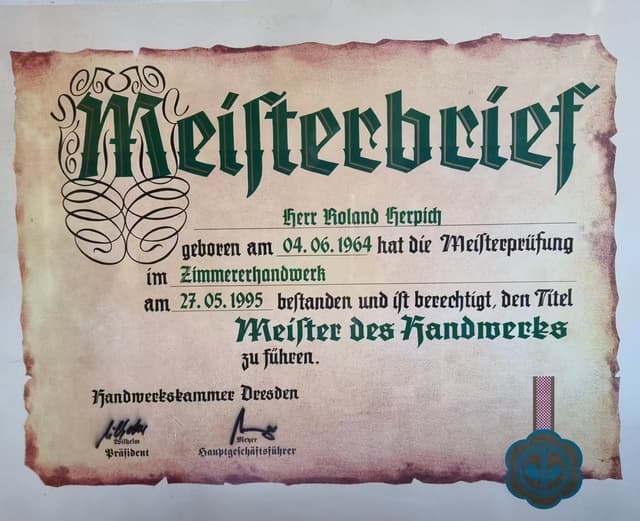 Meisterbrief
Herr Roland Herpich
geboren am 04.06.1964 hat die Meisterprüfung
im Zimmererhandwerk
am 27.05.1995 bestanden und ist berechtigt, den Titel
Meister des Handwerks
zu führen.
Handwerkskammer Dresden
Wilhelm Meyer
Präsident Hauptgeschäftsführer